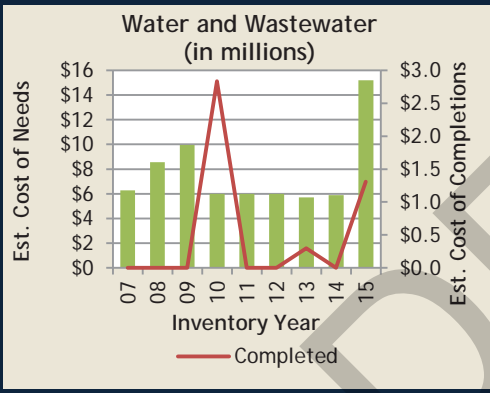 Water and Wastewater
(in millions)
Est. Cost of Needs
$16
$14
$12
$10
$8
$6
$4
$2
$0
$3.0
$2.5
$2.0
$1.5
$1.0
$0.5
$0.0
Est. Cost of Completions
07 08 09 10 11 12 13 14 15
Inventory Year
Completed